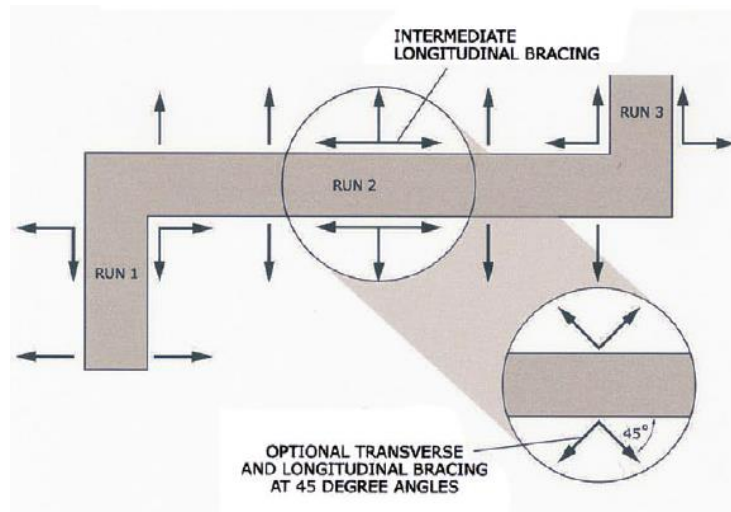 INTERMEDIATE
LONGITUDINAL BRACING
RUN 3
RUN 2
RUN 1
45°
OPTIONAL TRANSVERSE
AND LONGITUDINAL BRACING
AT 45 DEGREE ANGLES